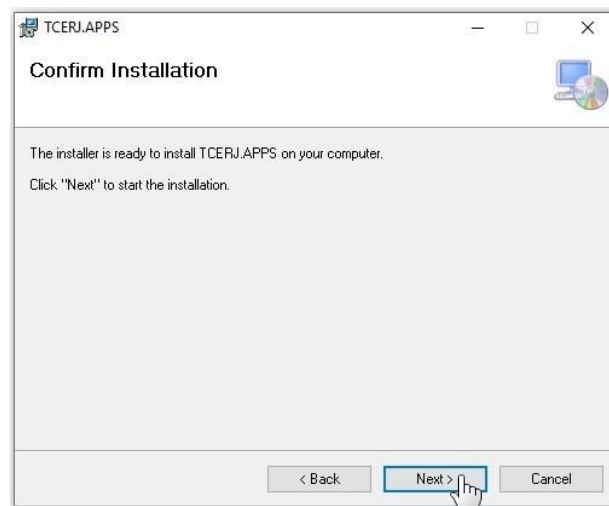 TCERJ.APPS
Confirm Installation
The installer is ready to install TCERJ.APPS on your computer.
Click "Next" to start the installation.
< Back Next > Cancel